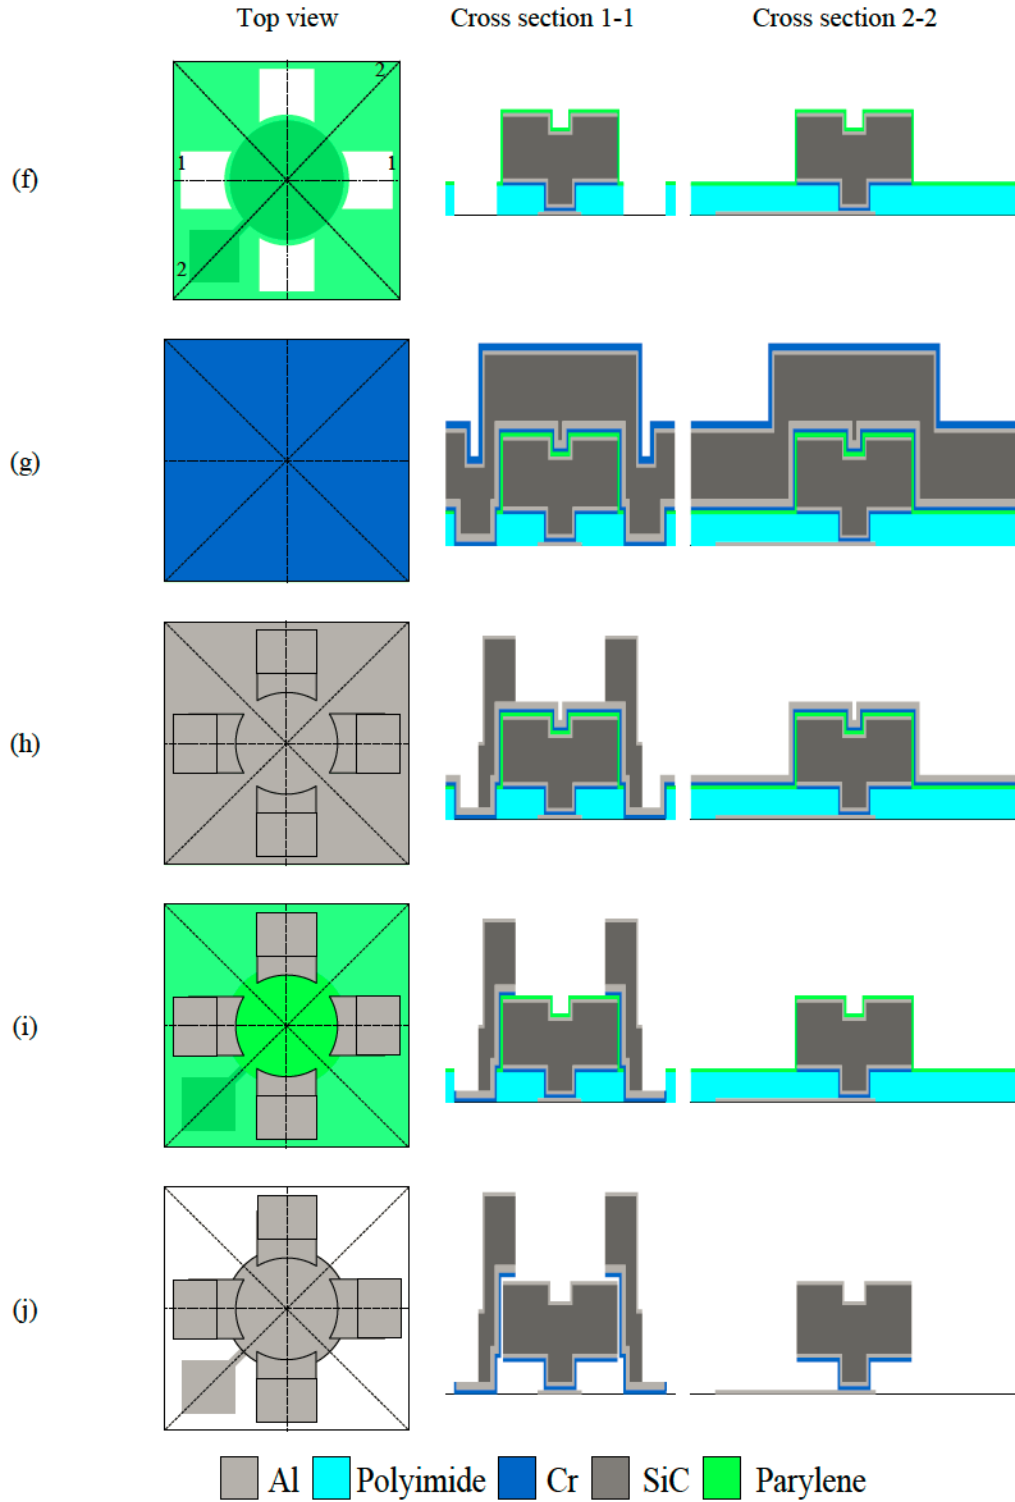 Top view Cross section 1-1 Cross section 2-2
2
(f)
1 1
2
(g)
(h)
(i)
(j)
Al Polyimide Cr SiC Parylene